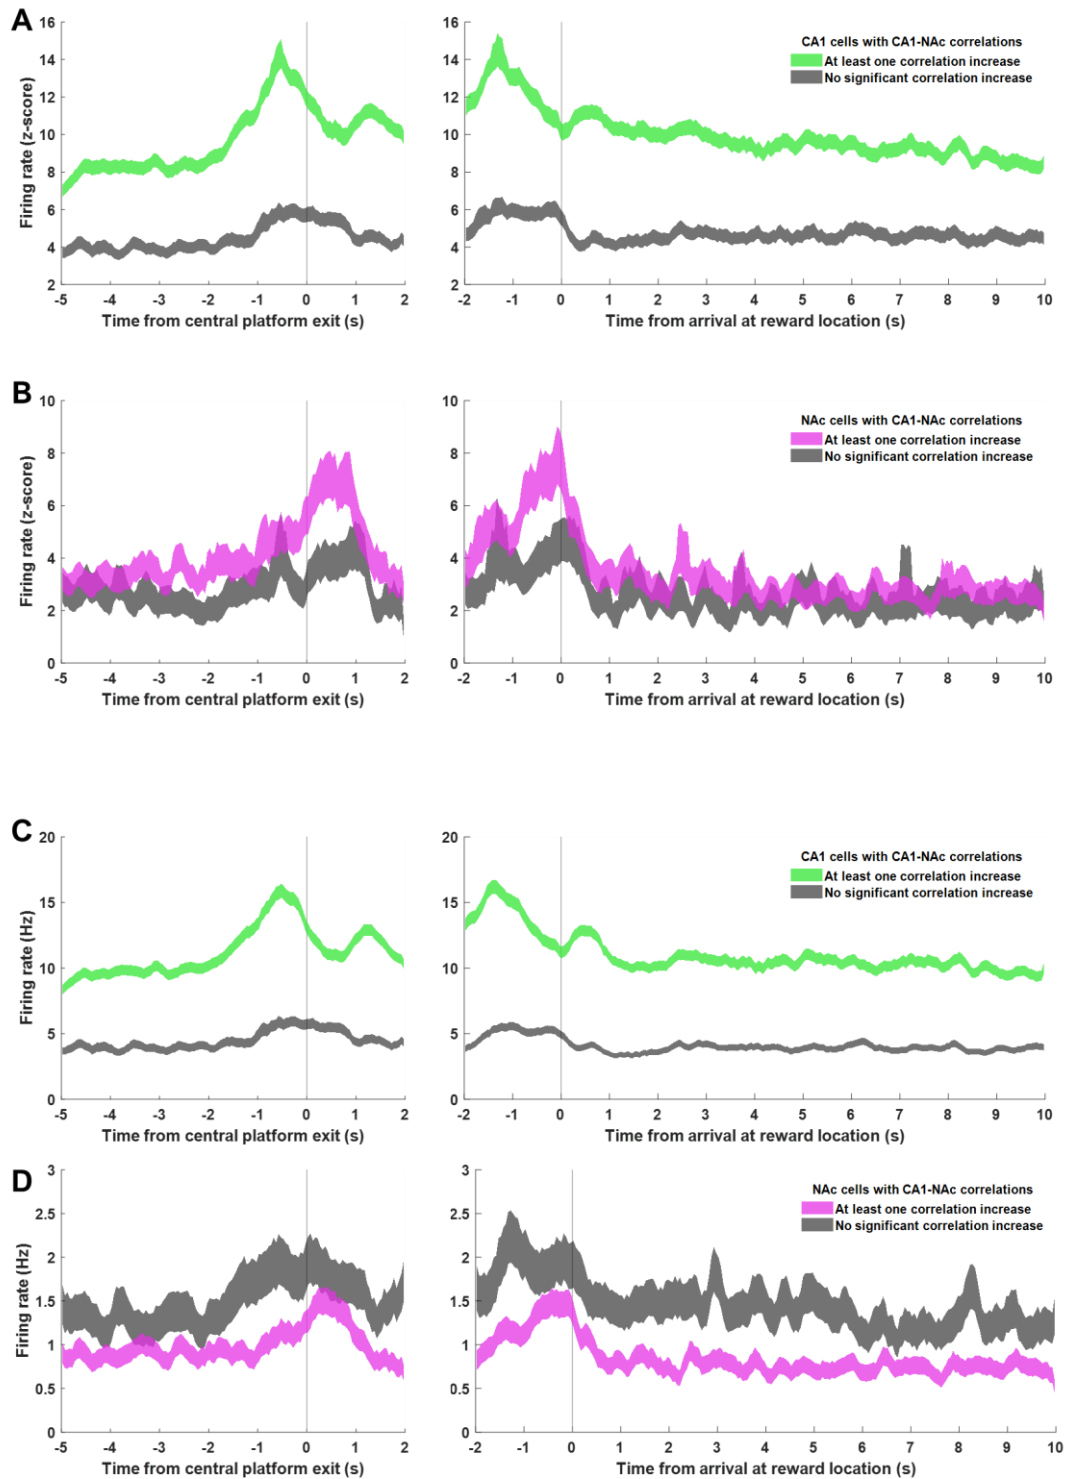 A
Firing rate (z-score)
16
14
12
10
8
6
4
2
-5 -4 -3 -2 -1 0 1 2
Time from central platform exit (s)
CA1 cells with CA1-NAc correlations
At least one correlation increase
No significant correlation increase
16
14
12
10
8
6
4
2
-2 -1 0 1 2 3 4 5 6 7 8 9 10
Time from arrival at reward location (s)
B
Firing rate (z-score)
10
8
6
4
2
0
-5 -4 -3 -2 -1 0 1 2
Time from central platform exit (s)
NAc cells with CA1-NAc correlations
At least one correlation increase
No significant correlation increase
10
8
6
4
2
0
-2 -1 0 1 2 3 4 5 6 7 8 9 10
Time from arrival at reward location (s)
C
Firing rate (Hz)
20
15
10
5
0
-5 -4 -3 -2 -1 0 1 2
Time from central platform exit (s)
CA1 cells with CA1-NAc correlations
At least one correlation increase
No significant correlation increase
20
15
10
5
0
-2 -1 0 1 2 3 4 5 6 7 8 9 10
Time from arrival at reward location (s)
D
Firing rate (Hz)
3
2.5
2
1.5
1
0.5
0
-5 -4 -3 -2 -1 0 1 2
Time from central platform exit (s)
NAc cells with CA1-NAc correlations
At least one correlation increase
No significant correlation increase
3
2.5
2
1.5
1
0.5
0
-2 -1 0 1 2 3 4 5 6 7 8 9 10
Time from arrival at reward location (s)